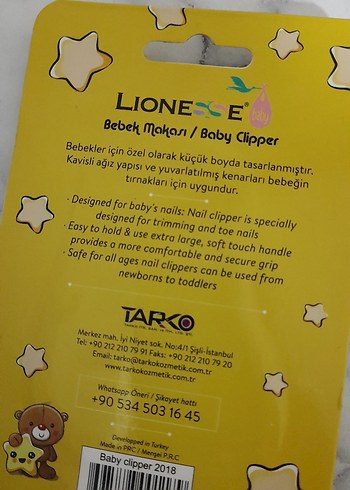 LIONESSE®
Baby
Bebek Makası / Baby Clipper
Bebekler için özel olarak küçük boyda tasarlanmıştır.
Kavisli ağız yapısı ve yuvarlatılmış kenarları bebeğin
tırnakları için uygundur.
· Designed for baby's nails: Nail clipper is specially
designed for trimming and toe nails
· Easy to hold & use extra large, soft touch handle
provides a more comfortable and secure grip
· Safe for all ages nail clippers can be used from
newborns to toddlers
TARKO
Merkez mah. İyi Niyet sok. No:4/1 Şişli-İstanbul
Tel: +90 212 210 79 91 Faks: +90 212 210 79 20
Email: tarko@tarkokozmetik.com
www.tarkokozmetik.com
Whatsapp Öneri / Şikayet hattı
+90 534 503 16 45
Developped in Turkey
Made in PRC / Menşei P.R.C
Baby clipper 2018